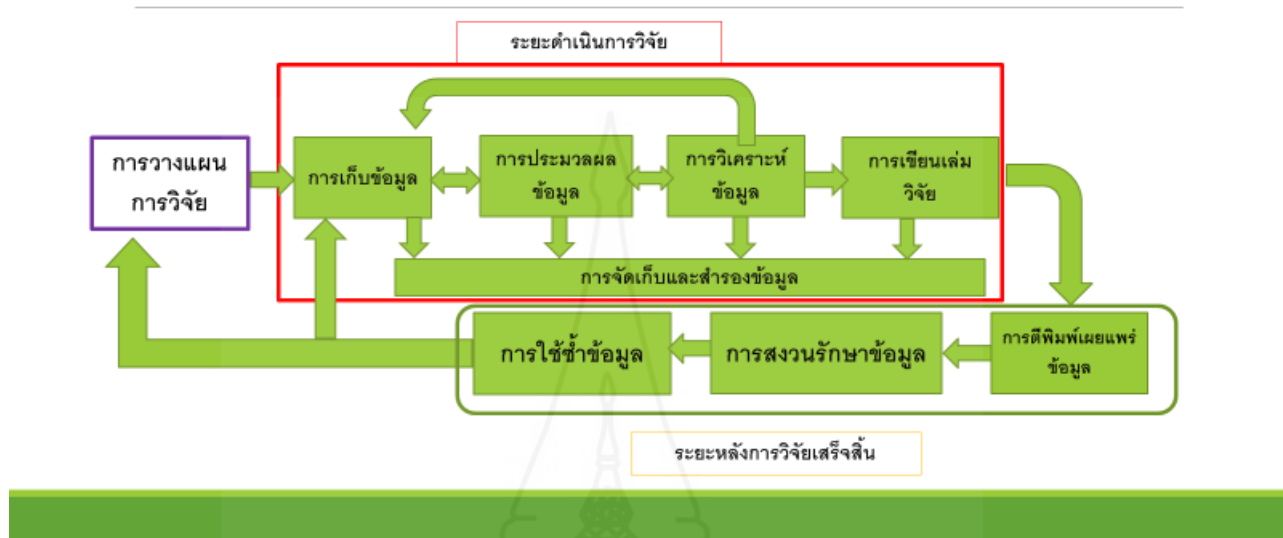 ระยะดำเนินการวิจัย
การวางแผน
การวิจัย
การเก็บข้อมูล
การประมวลผล
ข้อมูล
การวิเคราะห์
ข้อมูล
การเขียนเล่ม
วิจัย
การจัดเก็บและสำรองข้อมูล
การใช้ซ้ำข้อมูล
การสงวนรักษาข้อมูล
การตีพิมพ์เผยแพร่
ข้อมูล
ระยะหลังการวิจัยเสร็จสิ้น